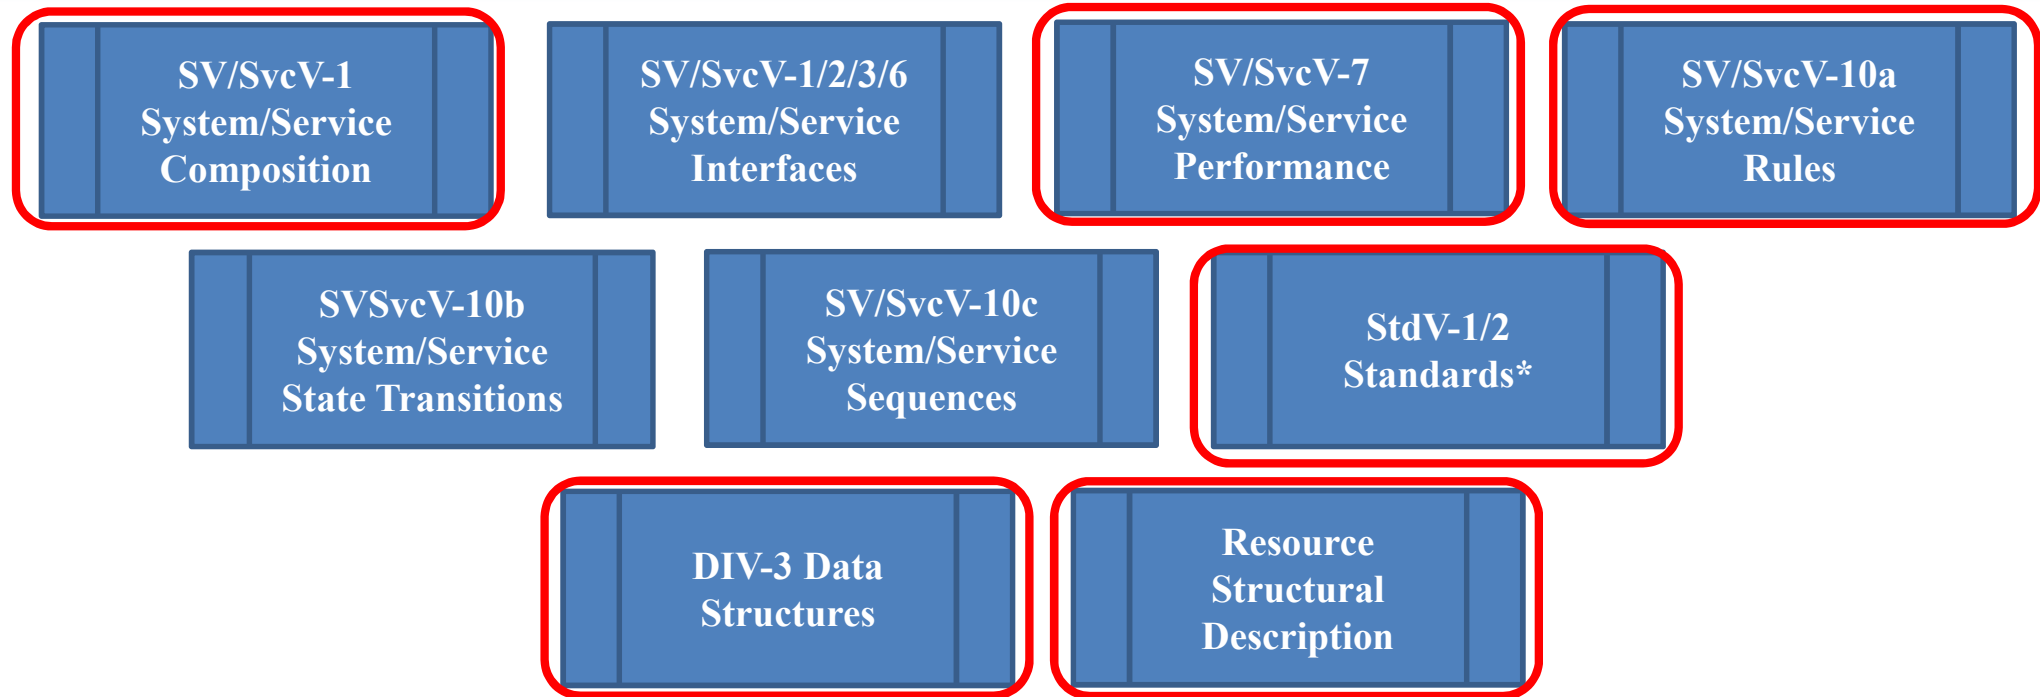 SV/SvcV-1
System/Service
Composition
SV/SvcV-1/2/3/6
System/Service
Interfaces
SV/SvcV-7
System/Service
Performance
SV/SvcV-10a
System/Service
Rules
SVSvcV-10b
System/Service
State Transitions
SV/SvcV-10c
System/Service
Sequences
StdV-1/2
Standards*
DIV-3 Data
Structures
Resource
Structural
Description